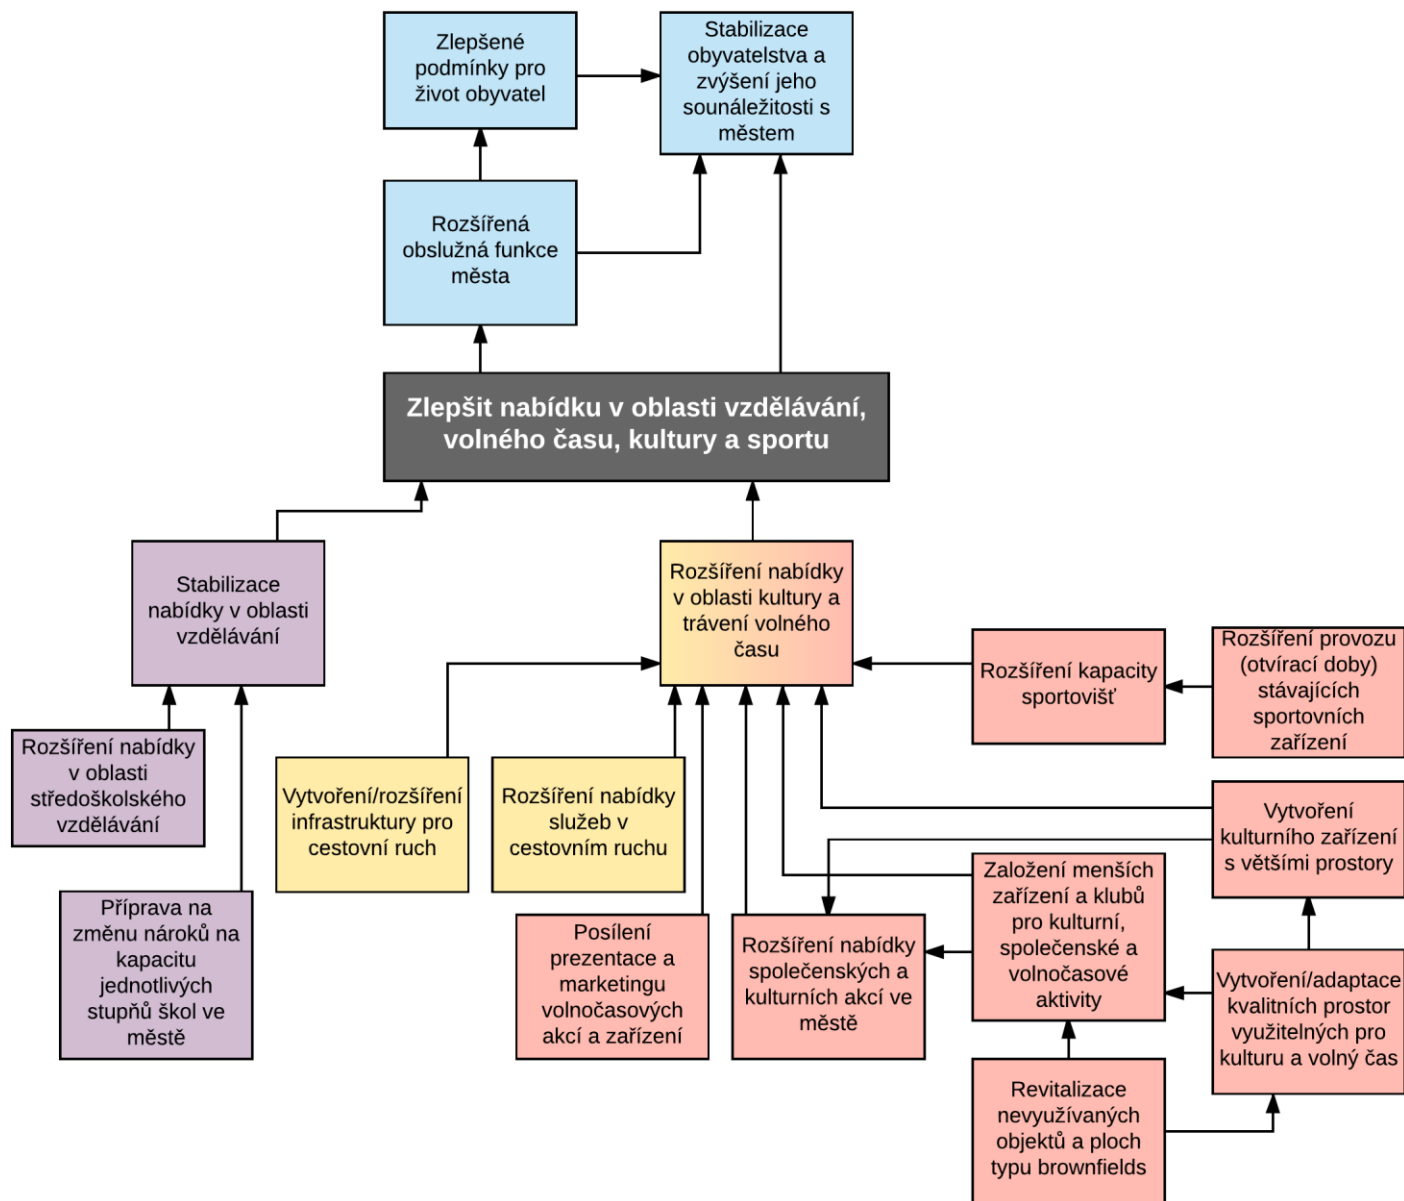 Zlepšené
podmínky pro
život obyvatel
Stabilizace
obyvatelstva a
zvýšení jeho
sounáležitosti s
městem
Rozšířená
obslužná funkce
města
Zlepšit nabídku v oblasti vzdělávání,
volného času, kultury a sportu
Stabilizace
nabídky v oblasti
vzdělávání
Rozšíření nabídky
v oblasti kultury a
trávení volného
času
Rozšíření kapacity
sportovišť
Rozšíření provozu
(otvírací doby)
stávajících
sportovních
zařízení
Rozšíření nabídky
v oblasti
středoškolského
vzdělávání
Vytvoření/rozšíření
infrastruktury pro
cestovní ruch
Rozšíření nabídky
služeb v
cestovním ruchu
Vytvoření
kulturního zařízení
s většími prostory
Příprava na
změnu nároků na
kapacitu
jednotlivých
stupňů škol ve
městě
Posílení
prezentace a
marketingu
volnočasových
akcí a zařízení
Rozšíření nabídky
společenských a
kulturních akcí ve
městě
Založení menších
zařízení a klubů
pro kulturní,
společenské a
volnočasové
aktivity
Vytvoření/adaptace
kvalitních prostor
využitelných pro
kulturu a volný čas
Revitalizace
nevyužívaných
objektů a ploch
typu brownfields